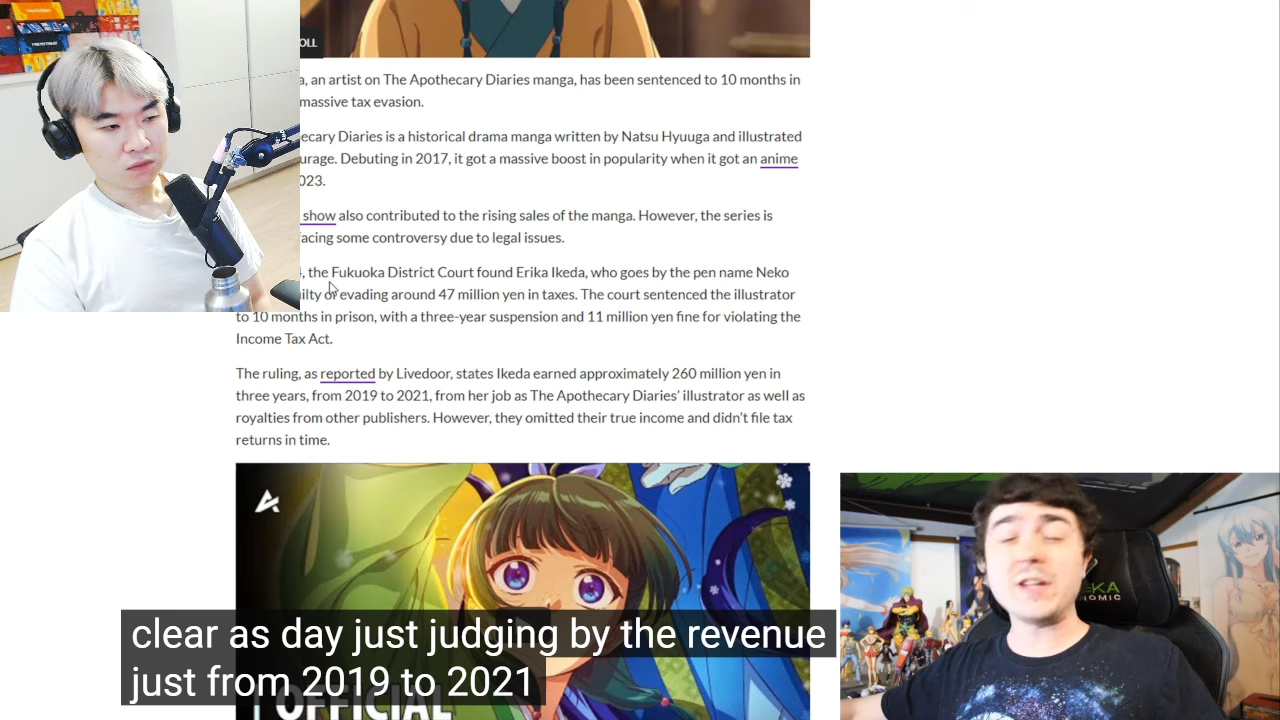 OLL
a, an artist on The Apothecary Diaries manga, has been sentenced to 10 months in
massive tax evasion.
ecary Diaries is a historical drama manga written by Natsu Hyuuga and illustrated
urage. Debuting in 2017, it got a massive boost in popularity when it got an anime
023.
show also contributed to the rising sales of the manga. However, the series is
acing some controversy due to legal issues.
, the Fukuoka District Court found Erika Ikeda, who goes by the pen name Neko
ilty of evading around 47 million yen in taxes. The court sentenced the illustrator
to 10 months in prison, with a three-year suspension and 11 million yen fine for violating the
Income Tax Act.
The ruling, as reported by Livedoor, states Ikeda earned approximately 260 million yen in
three years, from 2019 to 2021, from her job as The Apothecary Diaries' illustrator as well as
royalties from other publishers. However, they omitted their true income and didn't file tax
returns in time.
clear as day just judging by the revenue
just from 2019 to 2021
OFFICIAL